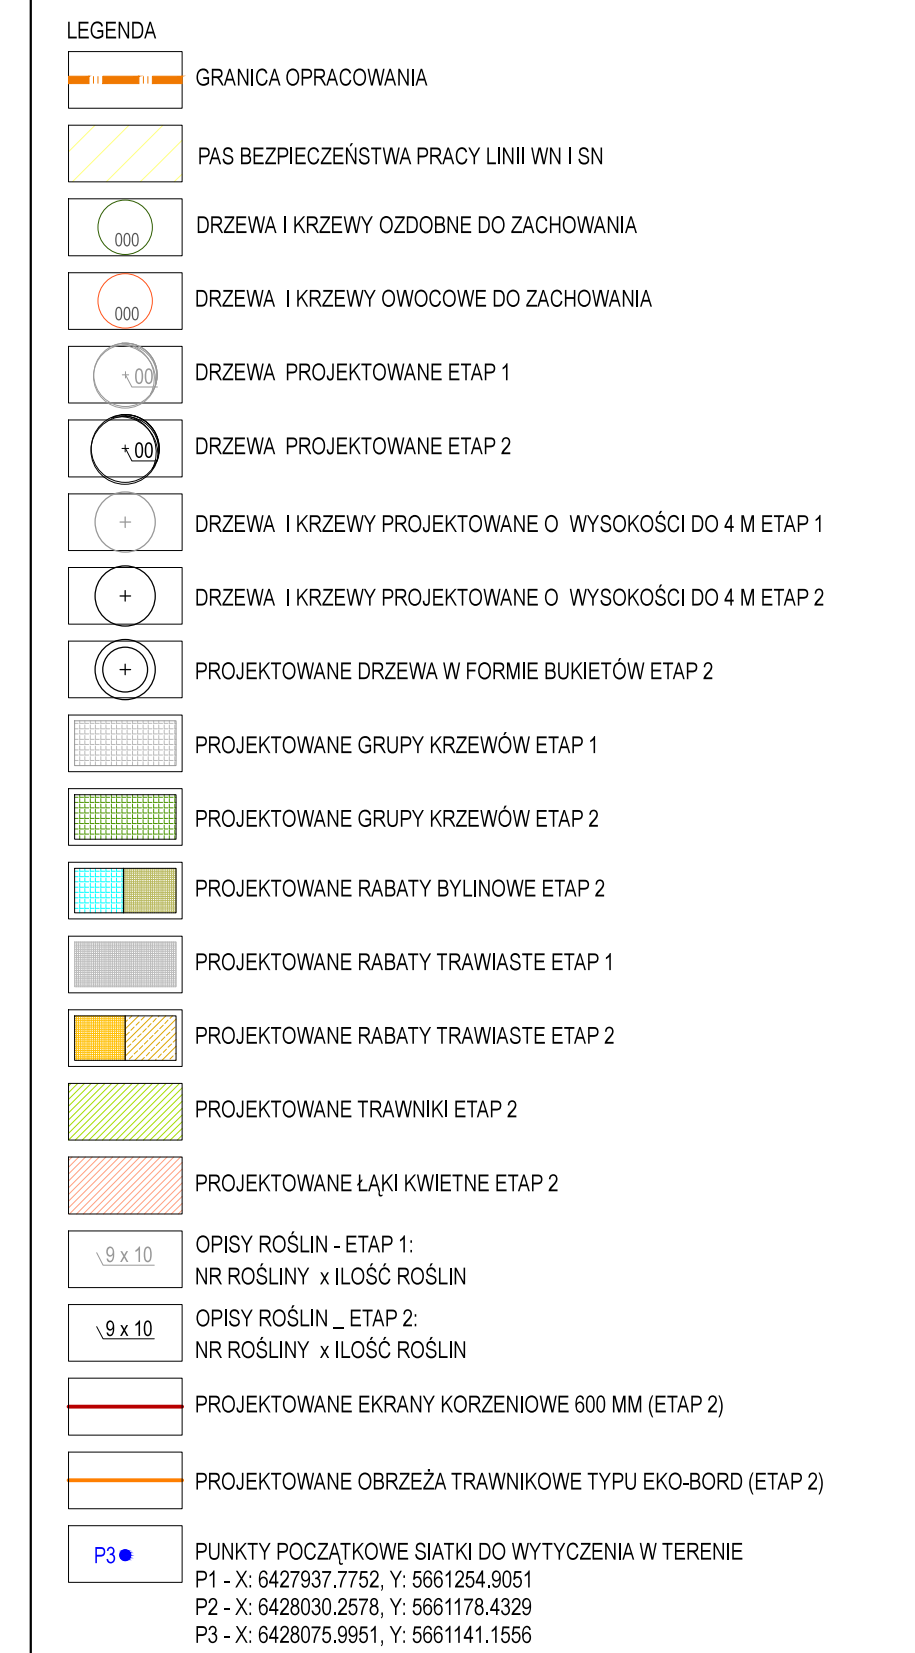 LEGENDA
GRANICA OPRACOWANIA
PAS BEZPIECZEŃSTWA PRACY LINII WN I SN
000 DRZEWA I KRZEWY OZDOBNE DO ZACHOWANIA
000 DRZEWA I KRZEWY OWOCOWE DO ZACHOWANIA
00 DRZEWA PROJEKTOWANE ETAP 1
00 DRZEWA PROJEKTOWANE ETAP 2
DRZEWA I KRZEWY PROJEKTOWANE O WYSOKOŚCI DO 4 M ETAP 1
DRZEWA I KRZEWY PROJEKTOWANE O WYSOKOŚCI DO 4 M ETAP 2
PROJEKTOWANE DRZEWA W FORMIE BUKIETÓW ETAP 2
PROJEKTOWANE GRUPY KRZEWÓW ETAP 1
PROJEKTOWANE GRUPY KRZEWÓW ETAP 2
PROJEKTOWANE RABATY BYLINOWE ETAP 2
PROJEKTOWANE RABATY TRAWIASTE ETAP 1
PROJEKTOWANE RABATY TRAWIASTE ETAP 2
PROJEKTOWANE TRAWNIKI ETAP 2
PROJEKTOWANE ŁĄKI KWIETNE ETAP 2
9 x 10 OPISY ROŚLIN - ETAP 1:
NR ROŚLINY x ILOŚĆ ROŚLIN
9 x 10 OPISY ROŚLIN _ ETAP 2:
NR ROŚLINY x ILOŚĆ ROŚLIN
PROJEKTOWANE EKRANY KORZENIOWE 600 MM (ETAP 2)
PROJEKTOWANE OBRZEŻA TRAWNIKOWE TYPU EKO-BORD (ETAP 2)
P3 PUNKTY POCZĄTKOWE SIATKI DO WYTYCZENIA W TERENIE
P1 - X: 6427937.7752, Y: 5661254.9051
P2 - X: 6428030.2578, Y: 5661178.4329
P3 - X: 6428075.9951, Y: 5661141.1556